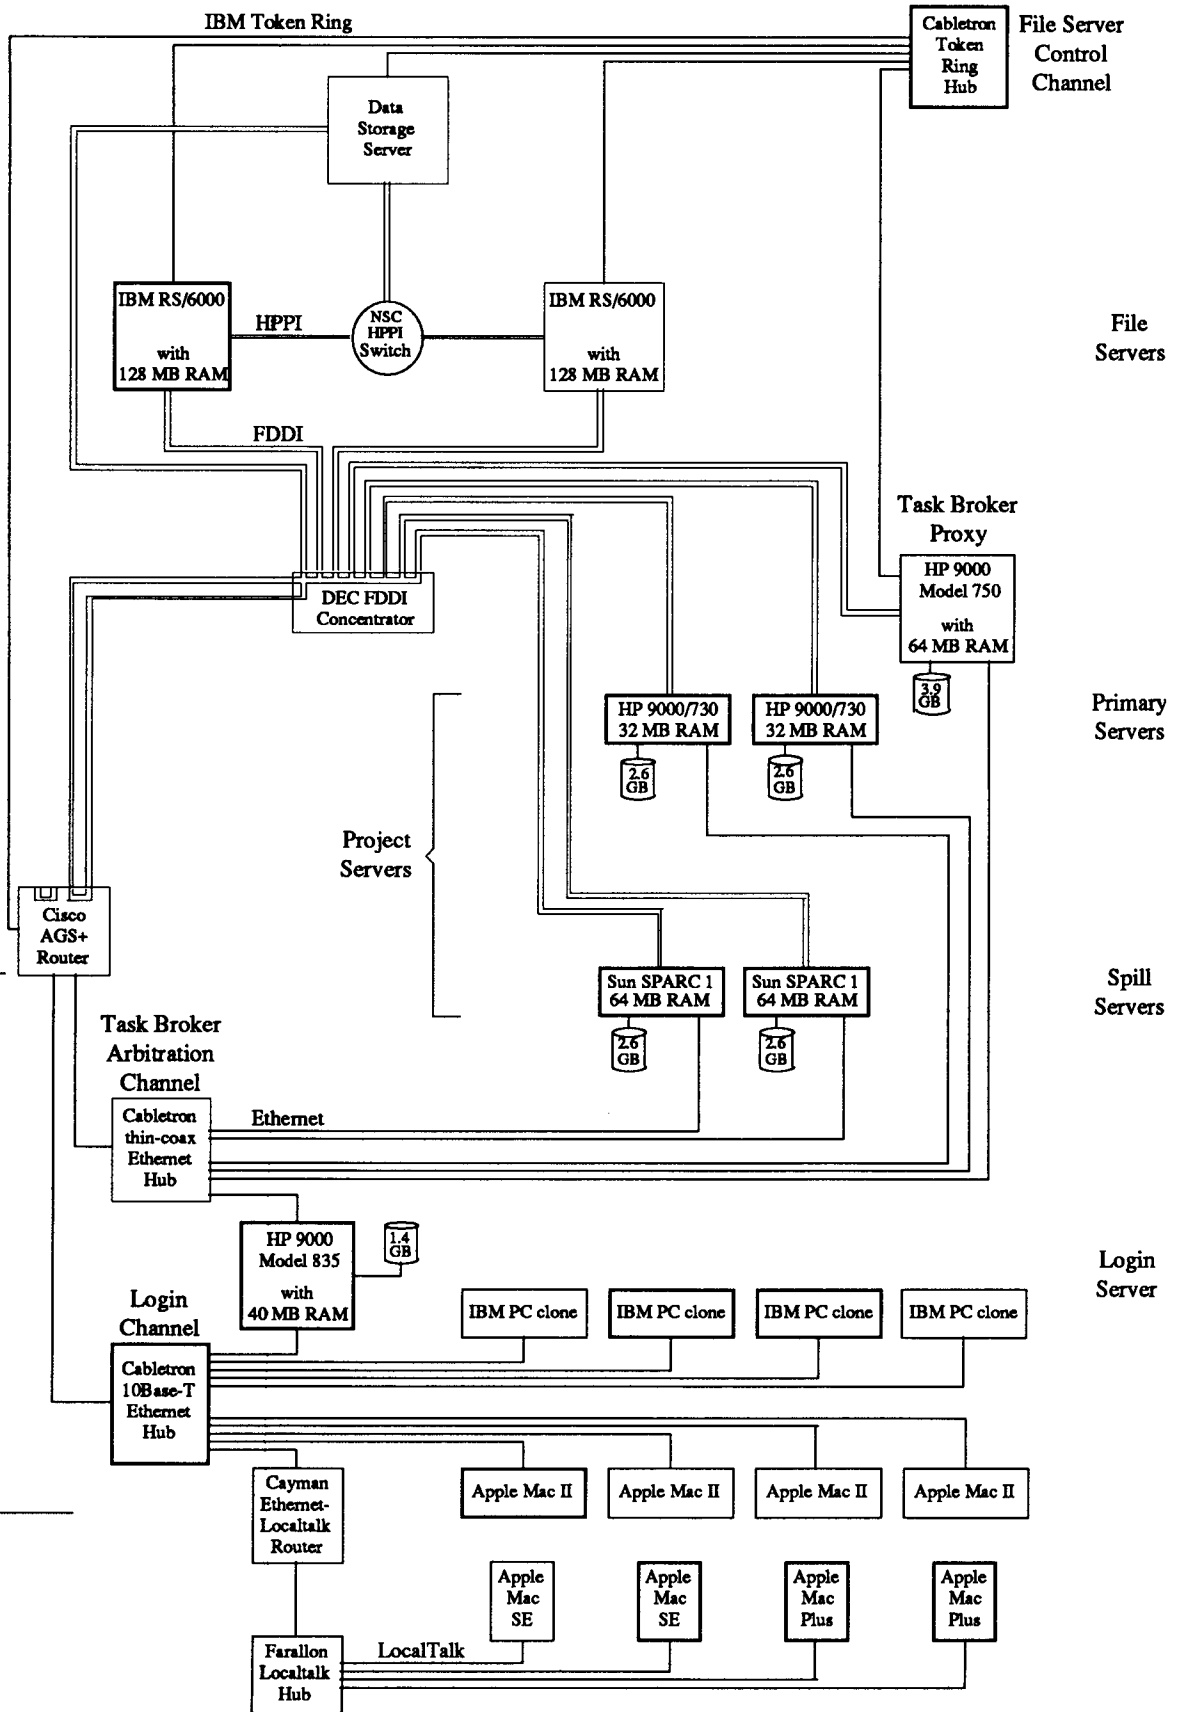 IBM Token Ring
Cabletron
Token
Ring
Hub
File Server
Control
Channel
Data
Storage
Server
IBM RS/6000
with
128 MB RAM
HPPI
NSC
HPPI
Switch
IBM RS/6000
with
128 MB RAM
File
Servers
FDDI
Task Broker
Proxy
HP 9000
Model 750
with
64 MB RAM
3.9
GB
DEC FDDI
Concentrator
HP 9000/730
32 MB RAM
2.6
GB
HP 9000/730
32 MB RAM
2.6
GB
Primary
Servers
Project
Servers
Cisco
AGS+
Router
Sun SPARC 1
64 MB RAM
2.6
GB
Sun SPARC 1
64 MB RAM
2.6
GB
Spill
Servers
Task Broker
Arbitration
Channel
Cabletron
thin-coax
Ethernet
Hub
Ethernet
HP 9000
Model 835
with
40 MB RAM
1.4
GB
Login
Server
Login
Channel
Cabletron
10Base-T
Ethernet
Hub
IBM PC clone
IBM PC clone
IBM PC clone
IBM PC clone
Apple Mac II
Apple Mac II
Apple Mac II
Apple Mac II
Cayman
Ethernet-
Localtalk
Router
Apple
Mac
SE
Apple
Mac
SE
Apple
Mac
Plus
Apple
Mac
Plus
Farallon
Localtalk
Hub
LocalTalk